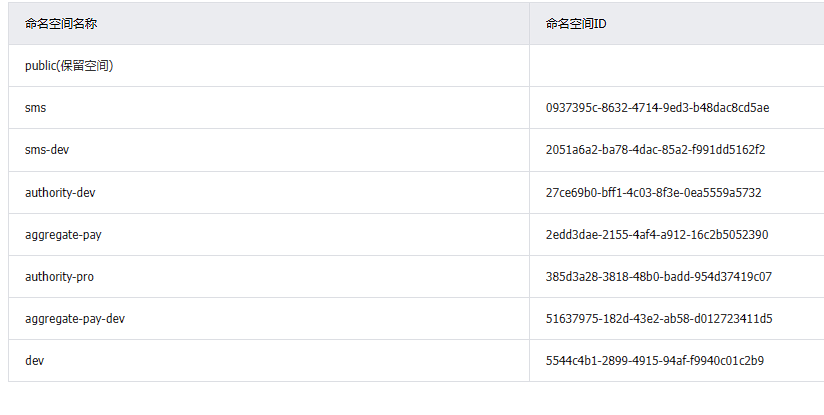 命名空间名称 命名空间ID
public(保留空间)
sms 0937395c-8632-4714-9ed3-b48dac8cd5ae
sms-dev 2051a6a2-ba78-4dac-85a2-f991dd5162f2
authority-dev 27ce69b0-bff1-4c03-8f3e-0ea5559a5732
aggregate-pay 2edd3dae-2155-4af4-a912-16c2b5052390
authority-pro 385d3a28-3818-48b0-badd-954d37419c07
aggregate-pay-dev 51637975-182d-43e2-ab58-d012723411d5
dev 5544c4b1-2899-4915-94af-f9940c01c2b9